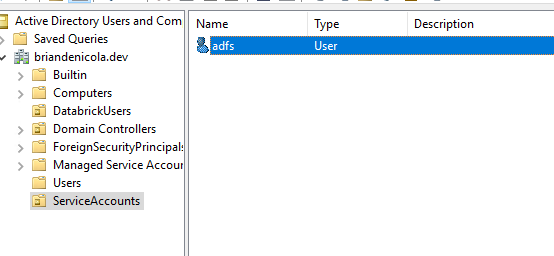 Active Directory Users and Com
Saved Queries
briandenicola.dev
Builtin
Computers
DatabrickUsers
Domain Controllers
ForeignSecurityPrincipals
Managed Service Accoun
Users
ServiceAccounts
Name Type Description
adfs User